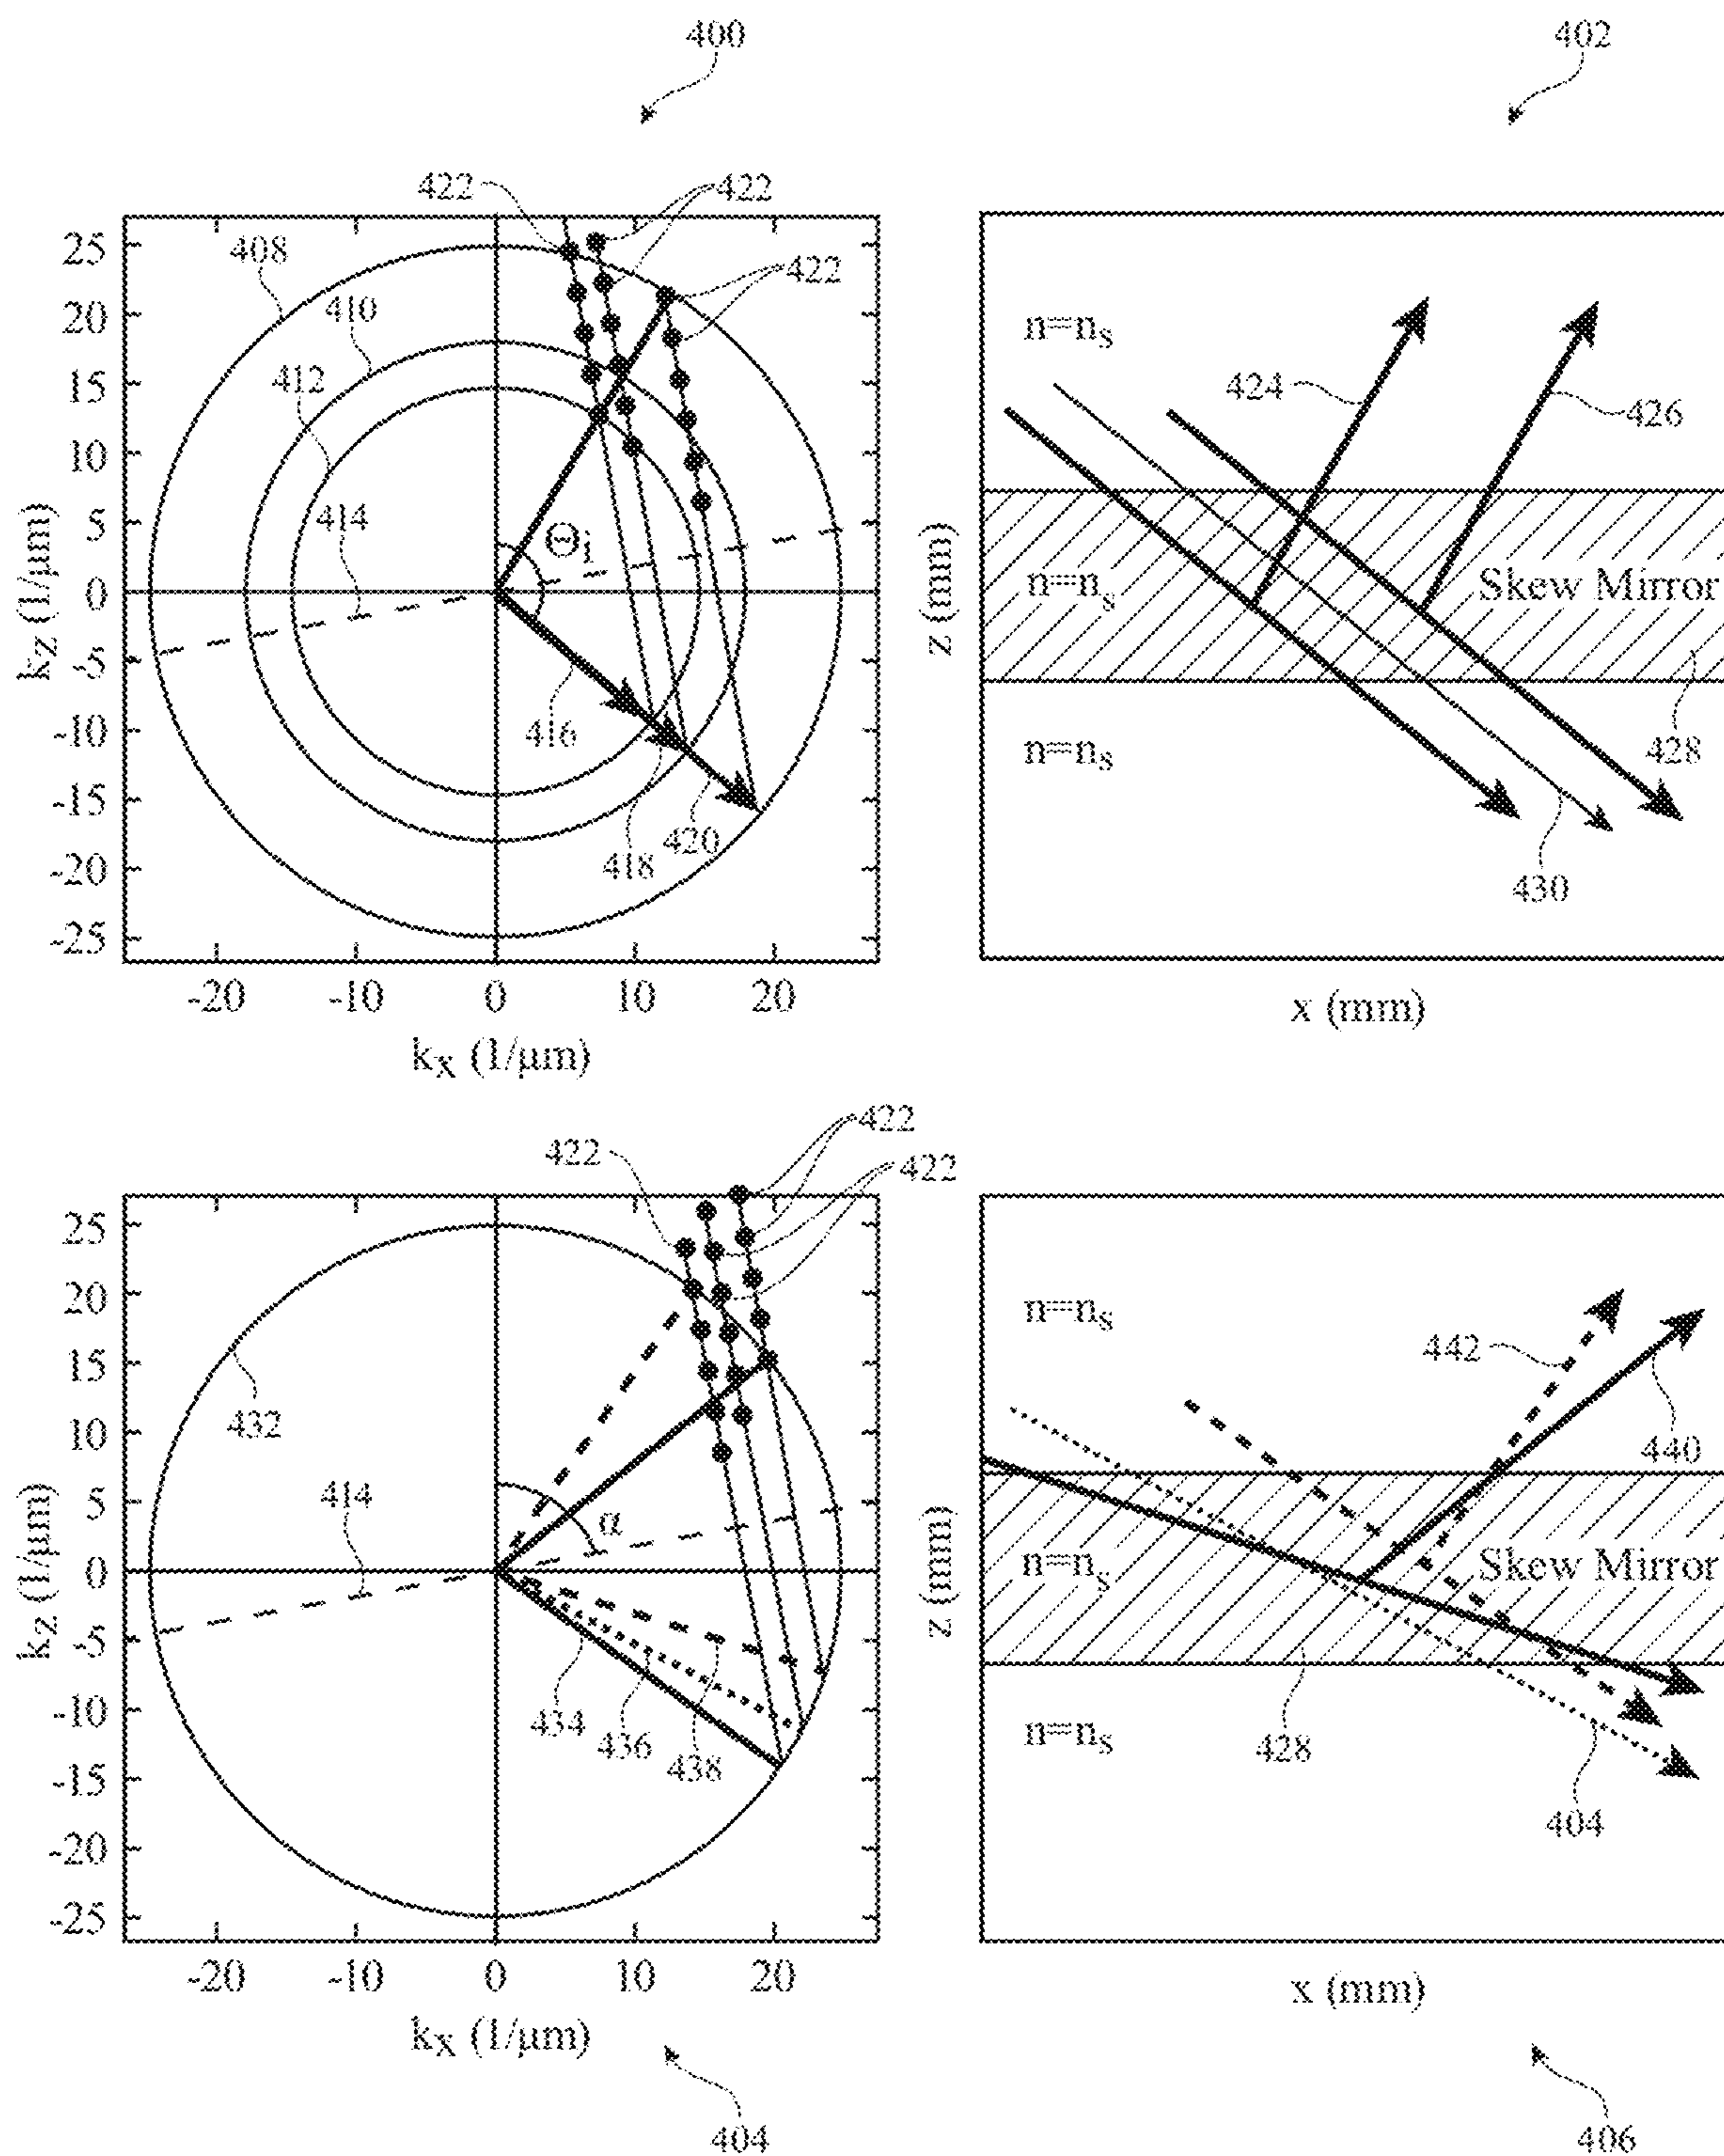 400
402
422
422
408
410
412
414
422
Θi
416
418
420
25
20
15
10
5
0
-5
-10
-15
-20
-25
kZ (1/μm)
-20 -10 0 10 20
kX (1/μm)
n=ns
424
426
n=ns
Skew Mirror
n=ns
428
430
z (mm)
x (mm)
422
422
422
432
414
α
434
436
438
25
20
15
10
5
0
-5
-10
-15
-20
-25
kZ (1/μm)
-20 -10 0 10 20
kX (1/μm)
404
n=ns
442
440
n=ns
Skew Mirror
n=ns
428
404
z (mm)
x (mm)
406